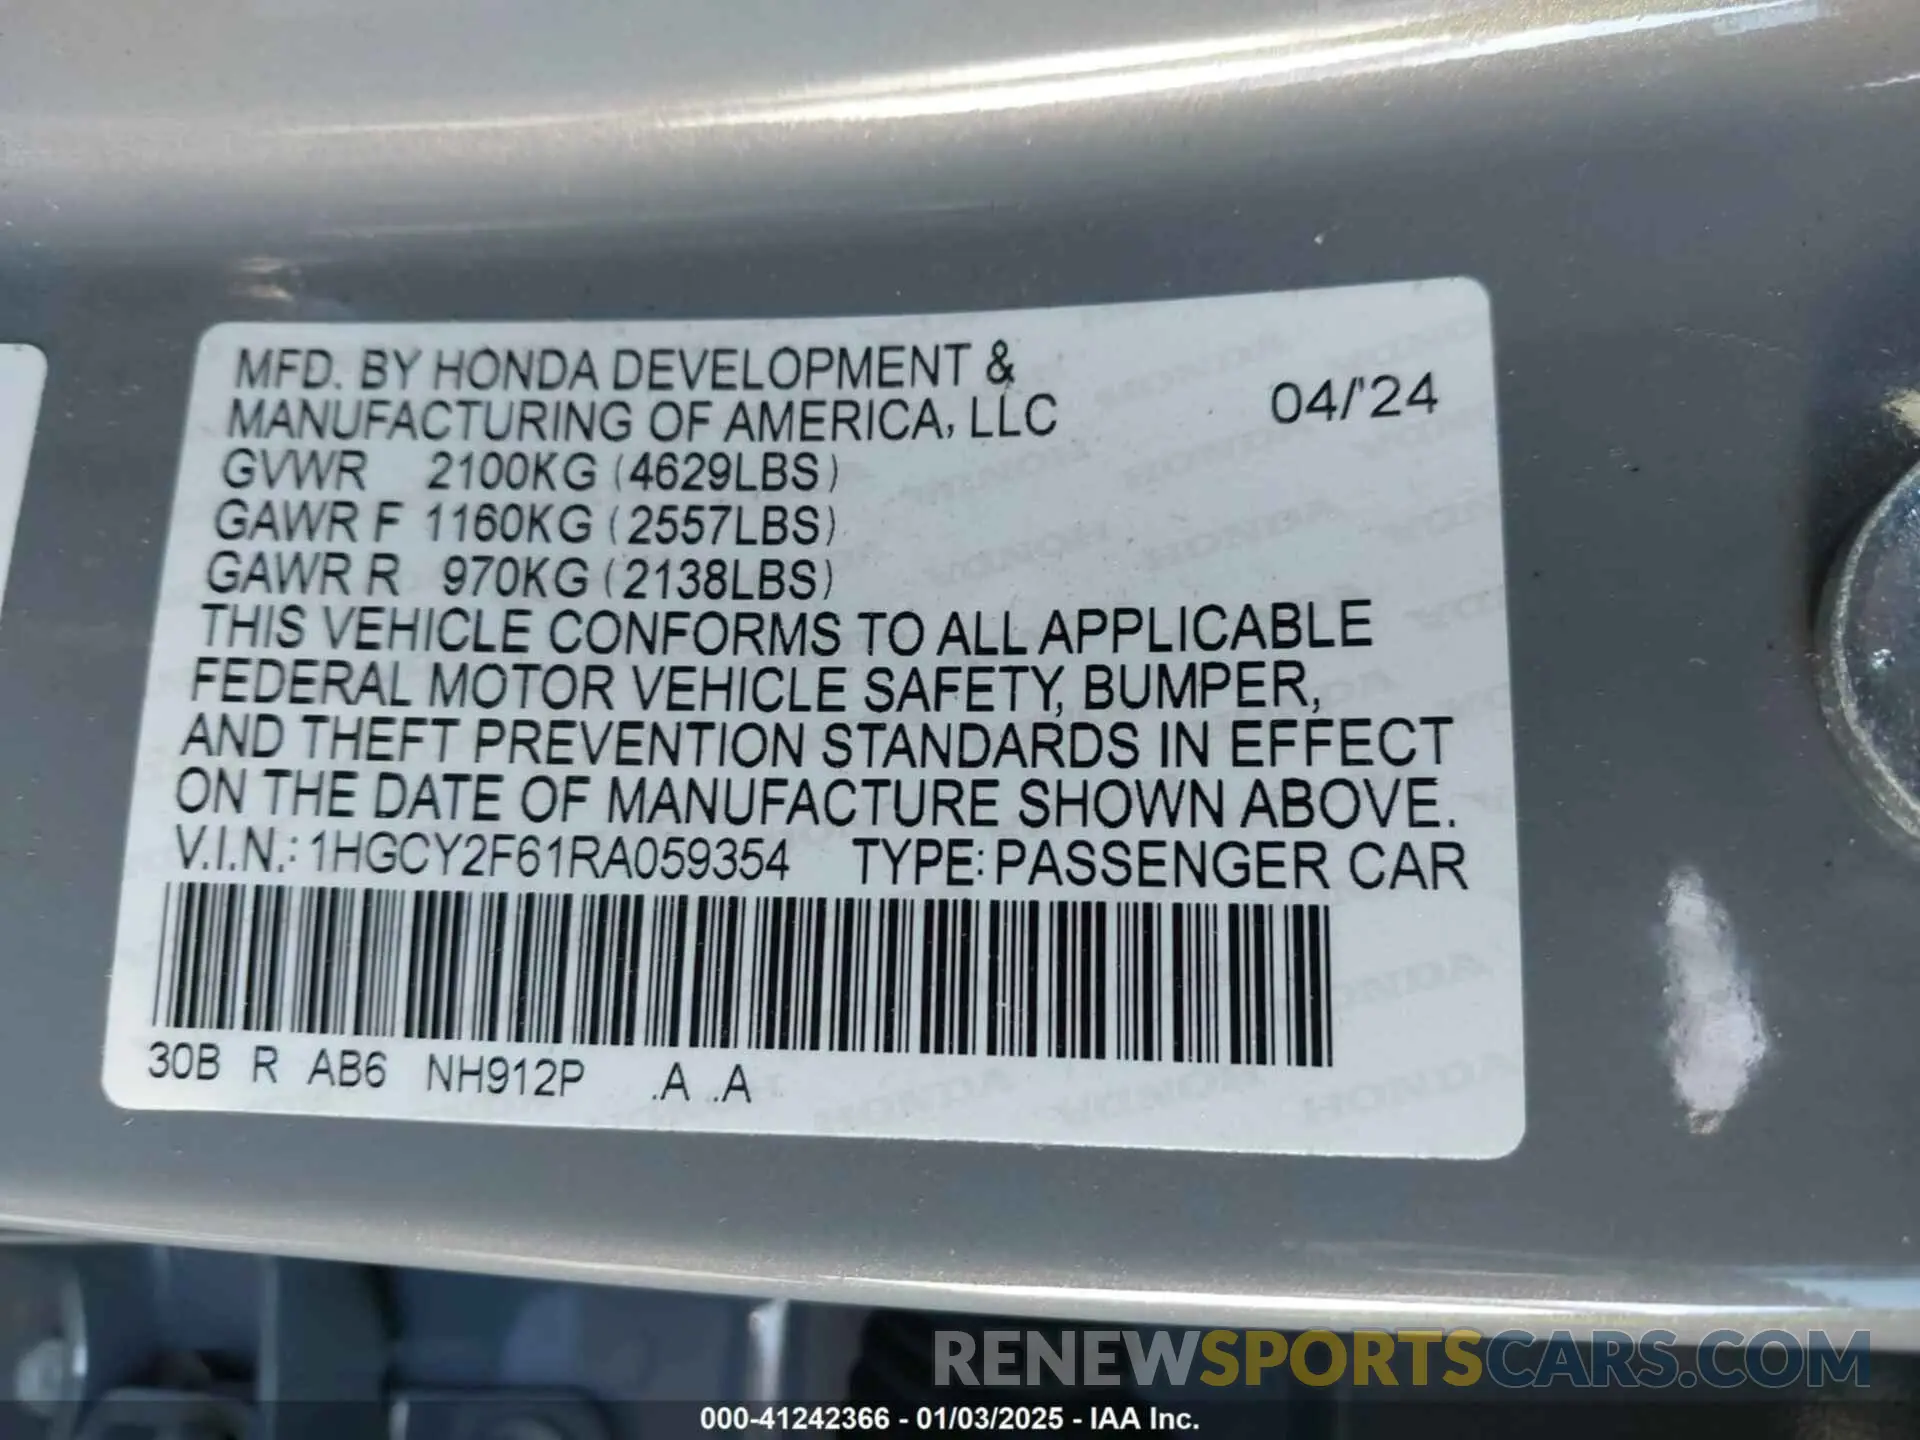 MFD. BY HONDA DEVELOPMENT &
MANUFACTURING OF AMERICA, LLC
04/'24
GVWR 2100KG (4629LBS)
GAWR F 1160KG (2557LBS)
GAWR R 970KG (2138LBS)
THIS VEHICLE CONFORMS TO ALL APPLICABLE
FEDERAL MOTOR VEHICLE SAFETY, BUMPER,
AND THEFT PREVENTION STANDARDS IN EFFECT
ON THE DATE OF MANUFACTURE SHOWN ABOVE.
V.I.N.: 1HGCY2F61RA059354 TYPE: PASSENGER CAR
30B R AB6 NH912P .A .A
RENEWSPORTSCARS.COM
000-41242366 - 01/03/2025 - IAA Inc.